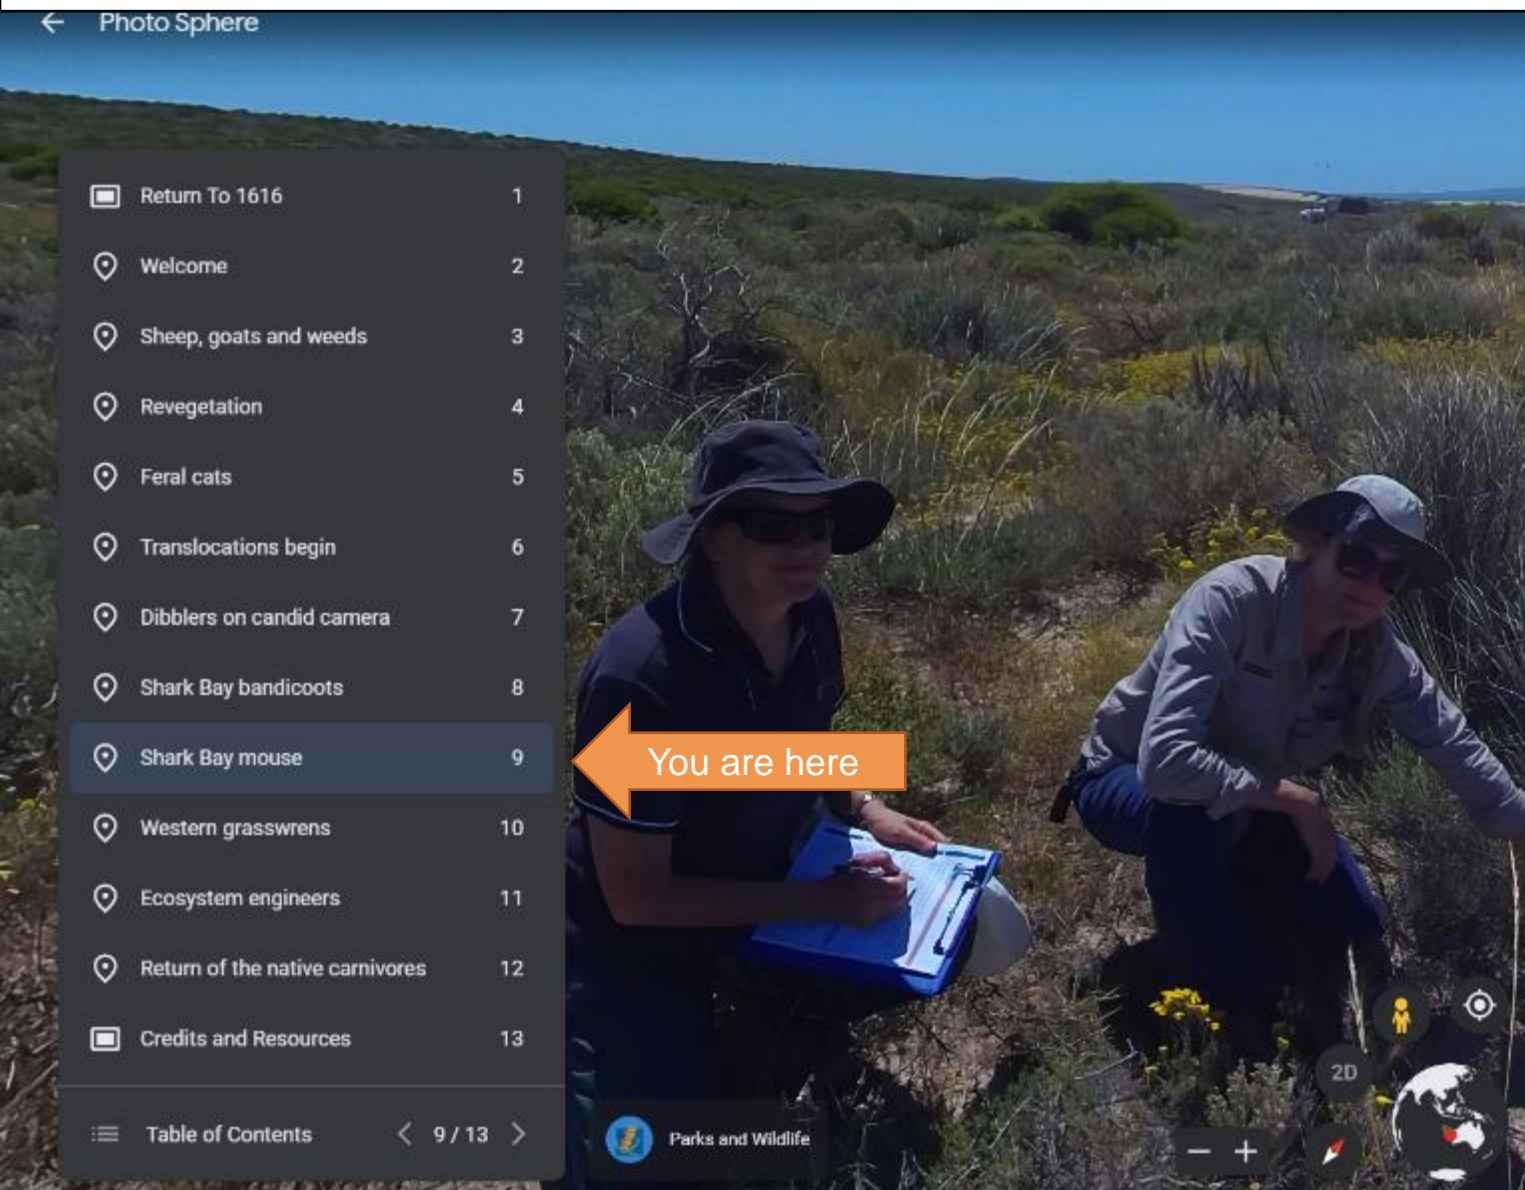 Photo Sphere
Return To 1616 1
Welcome 2
Sheep, goats and weeds 3
Revegetation 4
Feral cats 5
Translocations begin 6
Dibblers on candid camera 7
Shark Bay bandicoots 8
Shark Bay mouse 9
You are here
Western grasswrens 10
Ecosystem engineers 11
Return of the native carnivores 12
Credits and Resources 13
Table of Contents 9 / 13
Parks and Wildlife
2D